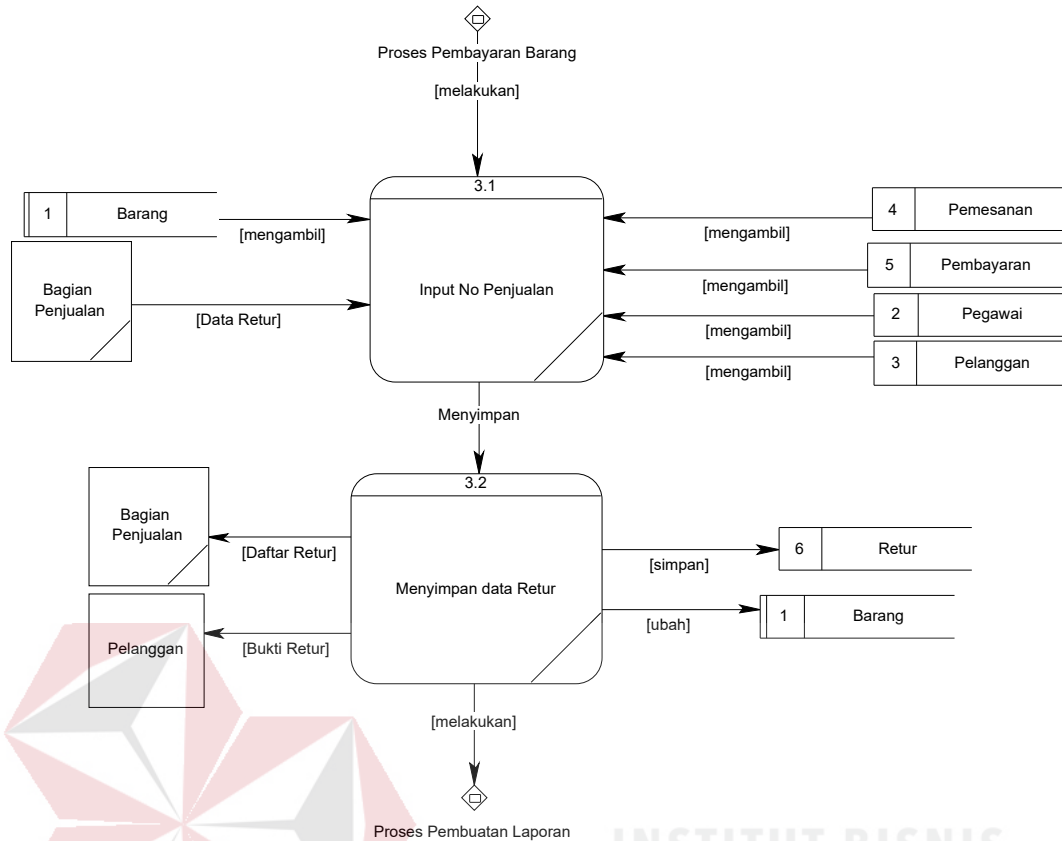 Proses Pembayaran Barang
[melakukan]
3.1
1
Barang
[mengambil]
4
Pemesanan
[mengambil]
Bagian
Penjualan
[Data Retur]
Input No Penjualan
5
Pembayaran
[mengambil]
2
Pegawai
[mengambil]
3
Pelanggan
[mengambil]
Menyimpan
3.2
Bagian
Penjualan
[Daftar Retur]
Menyimpan data Retur
6
Retur
[simpan]
1
Barang
[ubah]
Pelanggan
[Bukti Retur]
[melakukan]
Proses Pembuatan Laporan
INSTITUT BISNIS